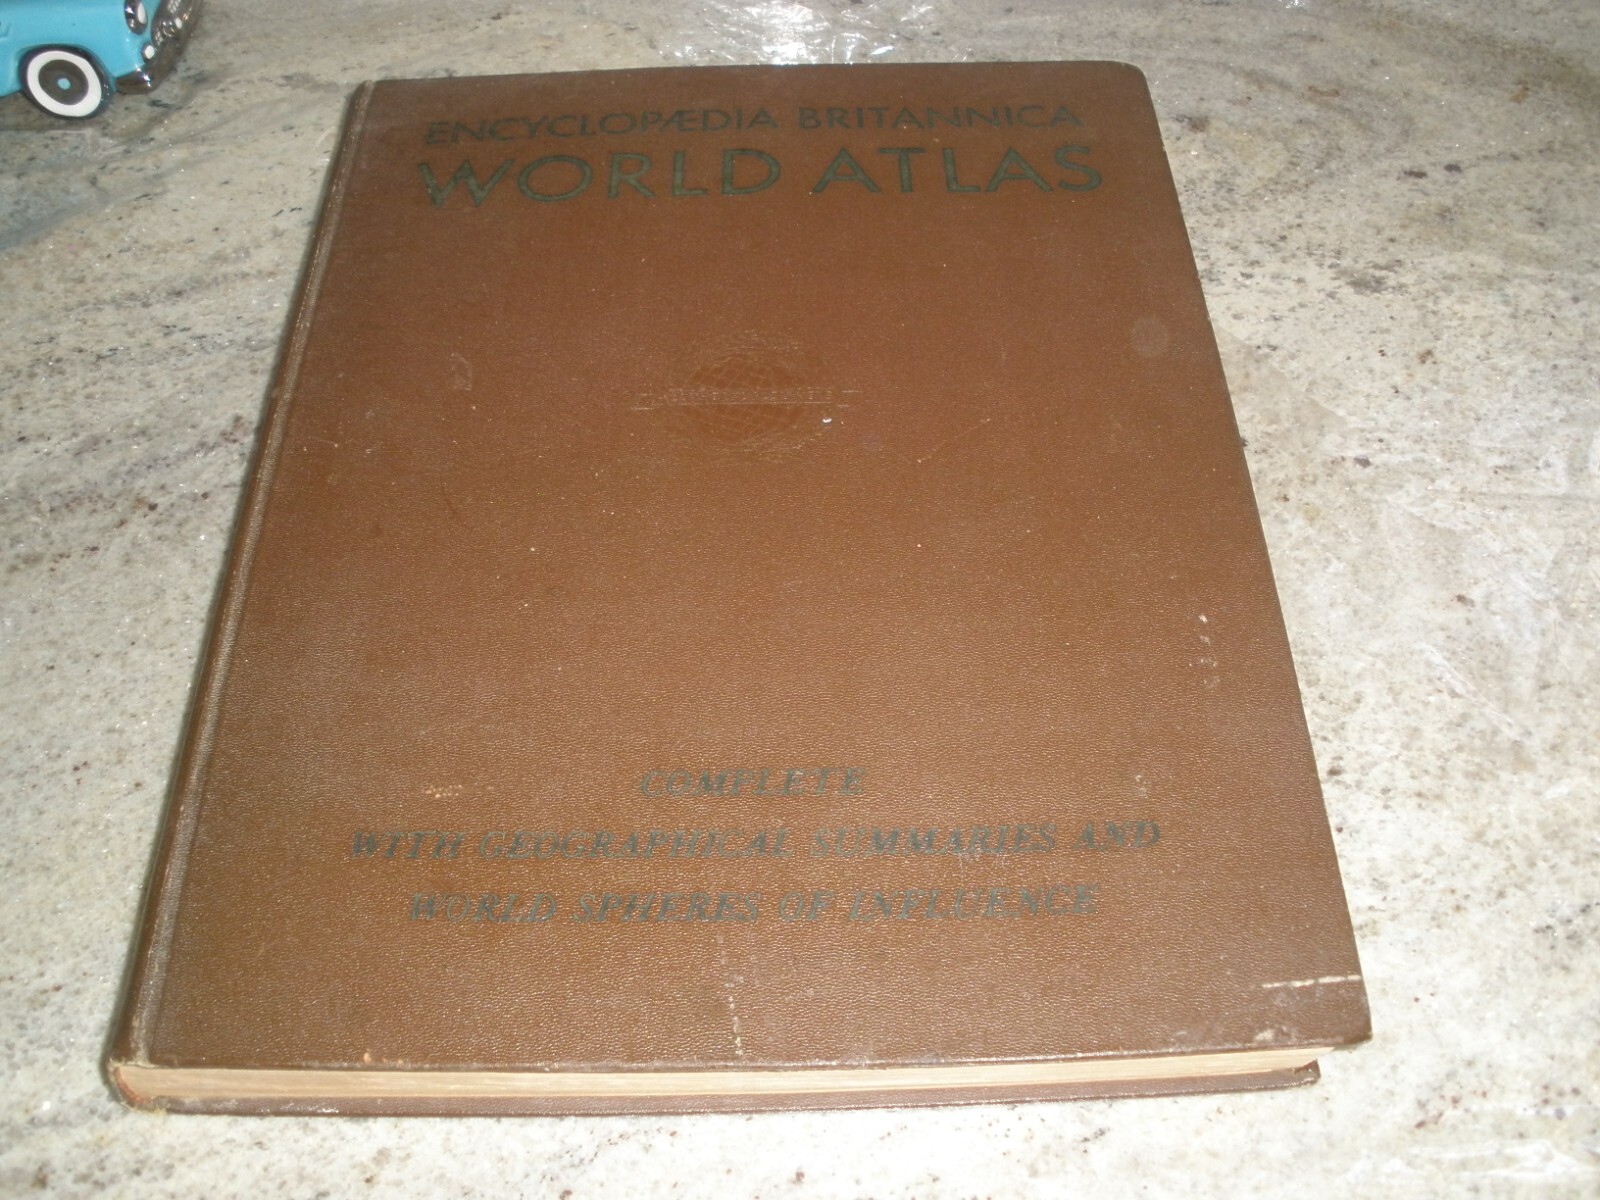 ENCYCLOPÆDIA BRITANNICA
WORLD ATLAS
COMPLETE
WITH GEOGRAPHICAL SUMMARIES AND
WORLD SPHERES OF INFLUENCE